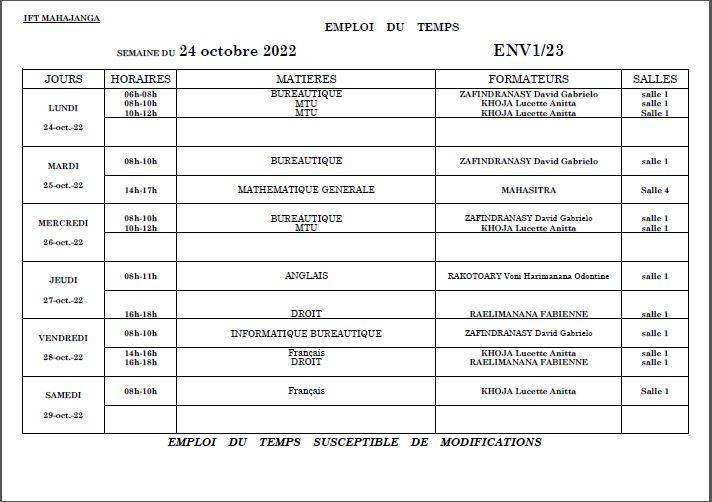 IFT MAHAJANGA
EMPLOI DU TEMPS
SEMAINE DU 24 octobre 2022 ENV1/23
JOURS HORAIRES MATIERES FORMATEURS SALLES
06h-08h BUREAUTIQUE ZAFINDRANASY David Gabrielo salle 1
LUNDI 08h-10h MTU KHOJA Lucette Anitta salle 1
10h-12h MTU KHOJA Lucette Anitta Salle 1
24-oct.-22
MARDI 08h-10h BUREAUTIQUE ZAFINDRANASY David Gabrielo salle 1
25-oct.-22 14h-17h MATHEMATIQUE GENERALE MAHASITRA Salle 4
MERCREDI 08h-10h BUREAUTIQUE ZAFINDRANASY David Gabrielo salle 1
10h-12h MTU KHOJA Lucette Anitta salle 1
26-oct.-22
JEUDI 08h-11h ANGLAIS RAKOTOARY Voni Harimanana Odontine salle 1
27-oct.-22
16h-18h DROIT RAELIMANANA FABIENNE salle 1
VENDREDI 08h-10h INFORMATIQUE BUREAUTIQUE ZAFINDRANASY David Gabrielo salle 1
28-oct.-22 14h-16h Français KHOJA Lucette Anitta salle 1
16h-18h DROIT RAELIMANANA FABIENNE salle 1
SAMEDI 08h-10h Français KHOJA Lucette Anitta Salle 1
29-oct.-22
EMPLOI DU TEMPS SUSCEPTIBLE DE MODIFICATIONS